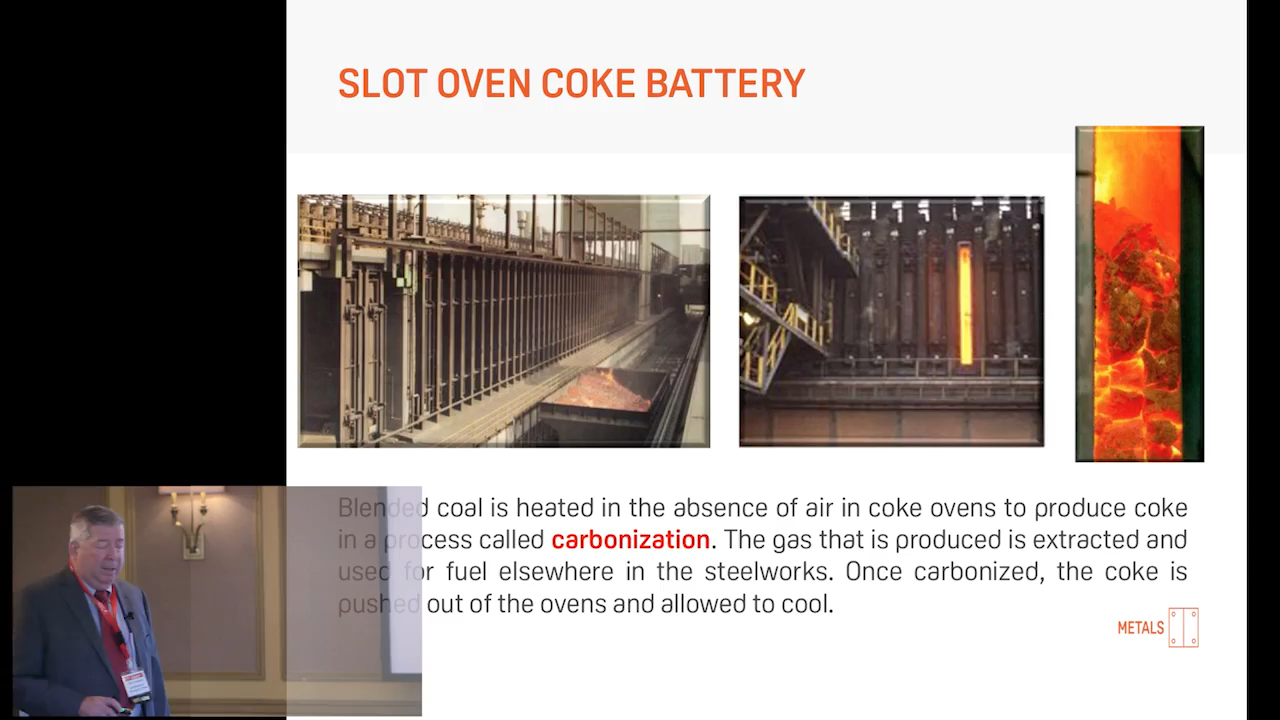 SLOT OVEN COKE BATTERY
Blended coal is heated in the absence of air in coke ovens to produce coke
in a process called carbonization. The gas that is produced is extracted and
used for fuel elsewhere in the steelworks. Once carbonized, the coke is
pushed out of the ovens and allowed to cool.
METALS